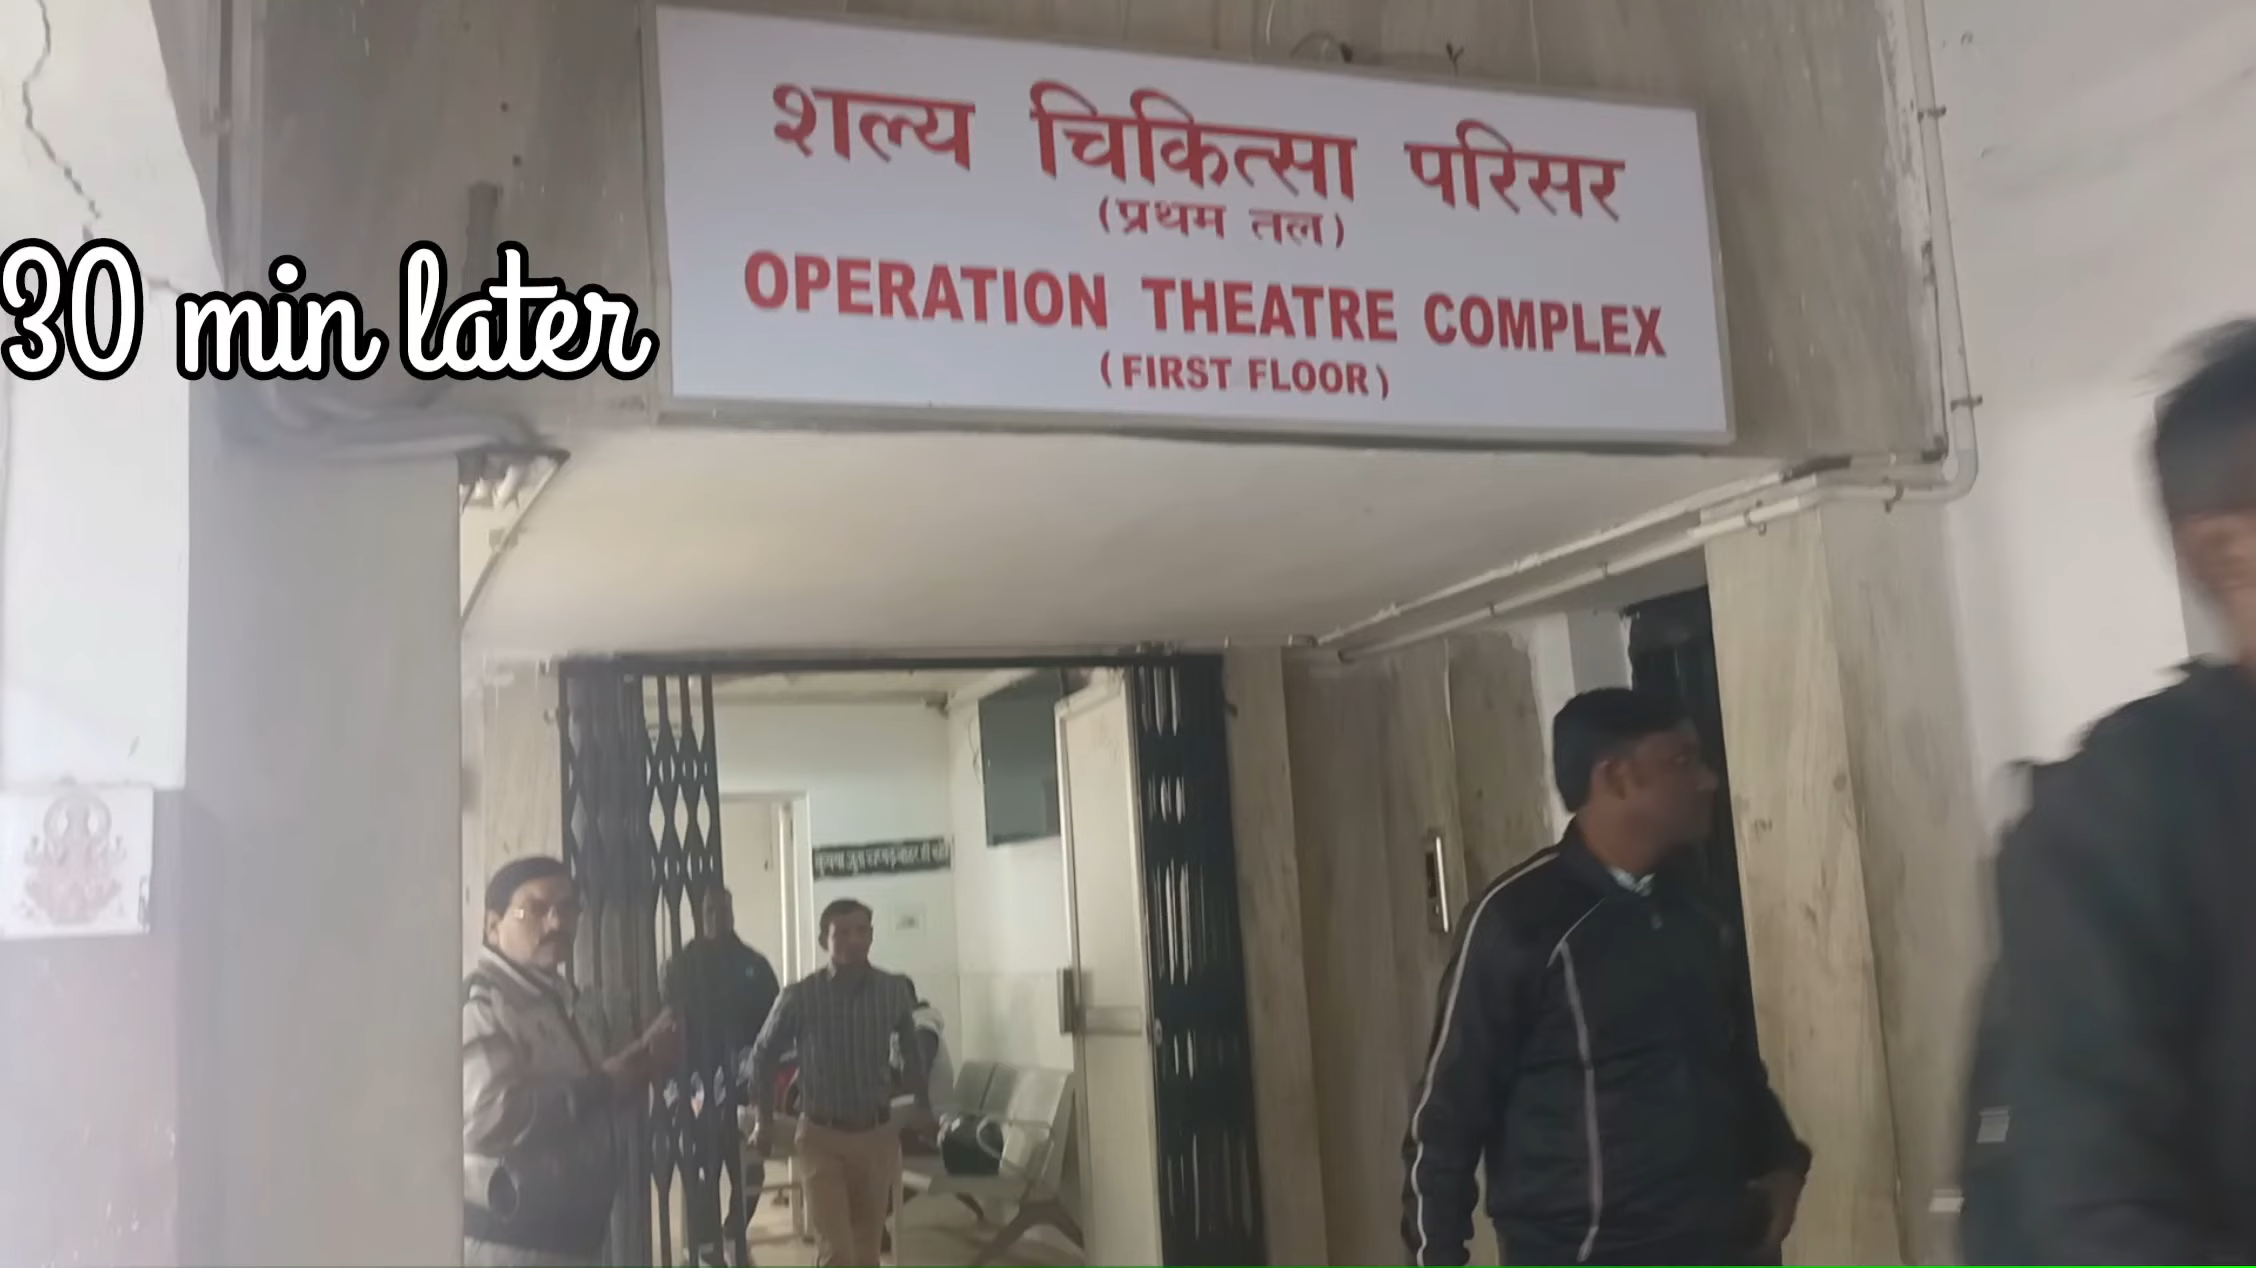 शल्य चिकित्सा परिसर
(प्रथम तल)
OPERATION THEATRE COMPLEX
(FIRST FLOOR)
30 min later